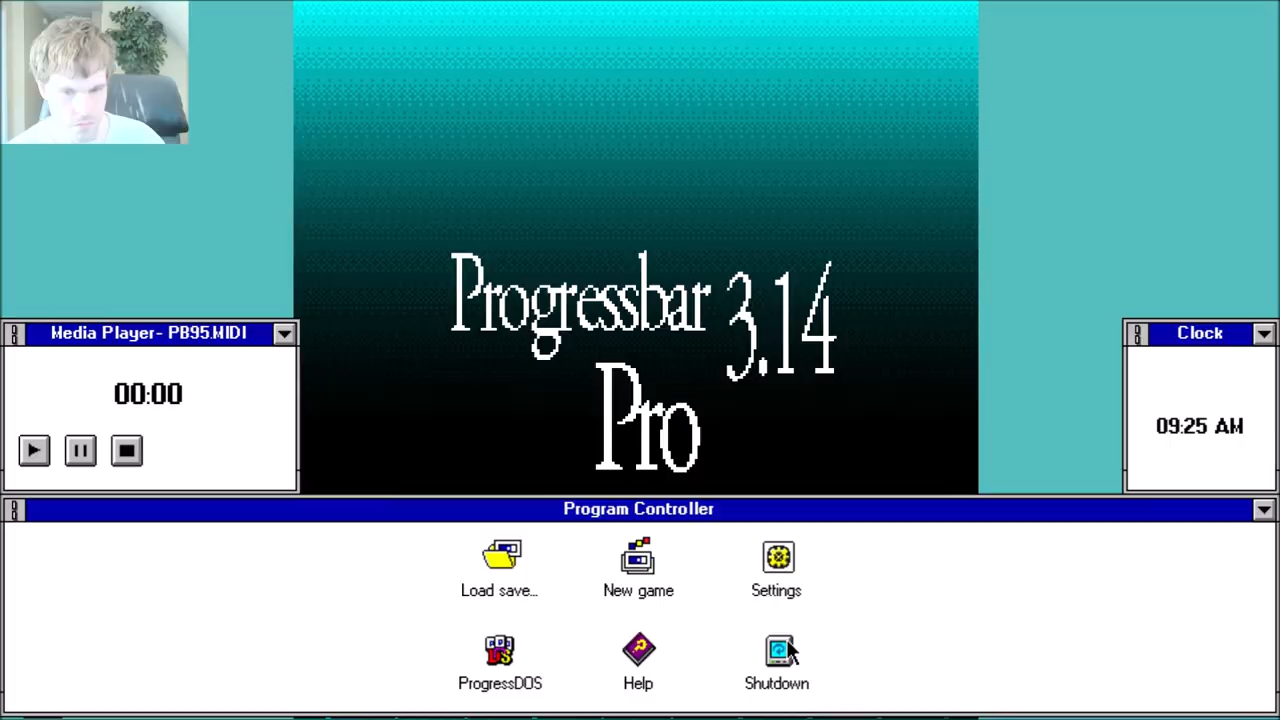 Progressbar 3.14
Pro
Media Player- PB95.MIDI
00:00
Clock
09:25 AM
Program Controller
Load save...
New game
Settings
ProgressDOS
Help
Shutdown